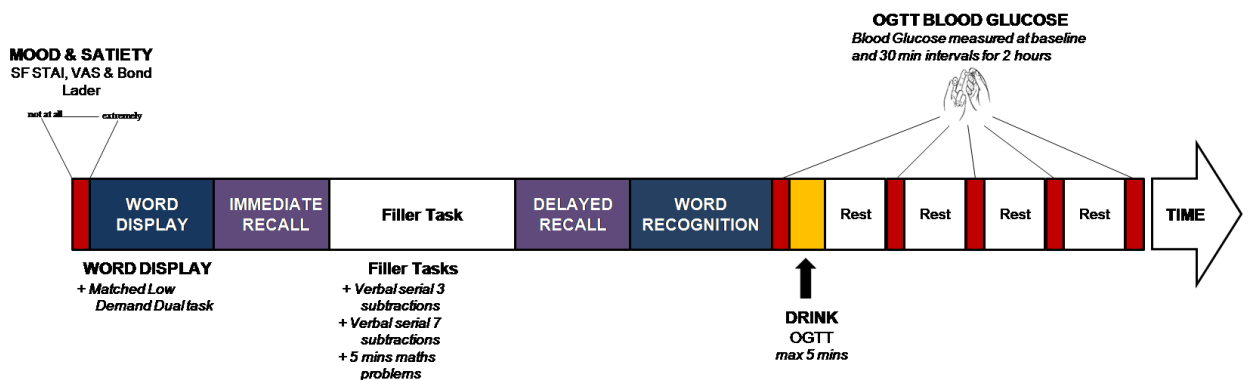 OGTT BLOOD GLUCOSE
Blood Glucose measured at baseline
and 30 min intervals for 2 hours
MOOD & SATIETY
SF STAI, VAS & Bond
Lader
not at all extremely
WORD
DISPLAY
IMMEDIATE
RECALL
Filler Task
DELAYED
RECALL
WORD
RECOGNITION
Rest
Rest
Rest
Rest
TIME
WORD DISPLAY
+ Matched Low
Demand Dual task
Filler Tasks
+ Verbal serial 3
subtractions
+ Verbal serial 7
subtractions
+ 5 mins maths
problems
DRINK
OGTT
max 5 mins